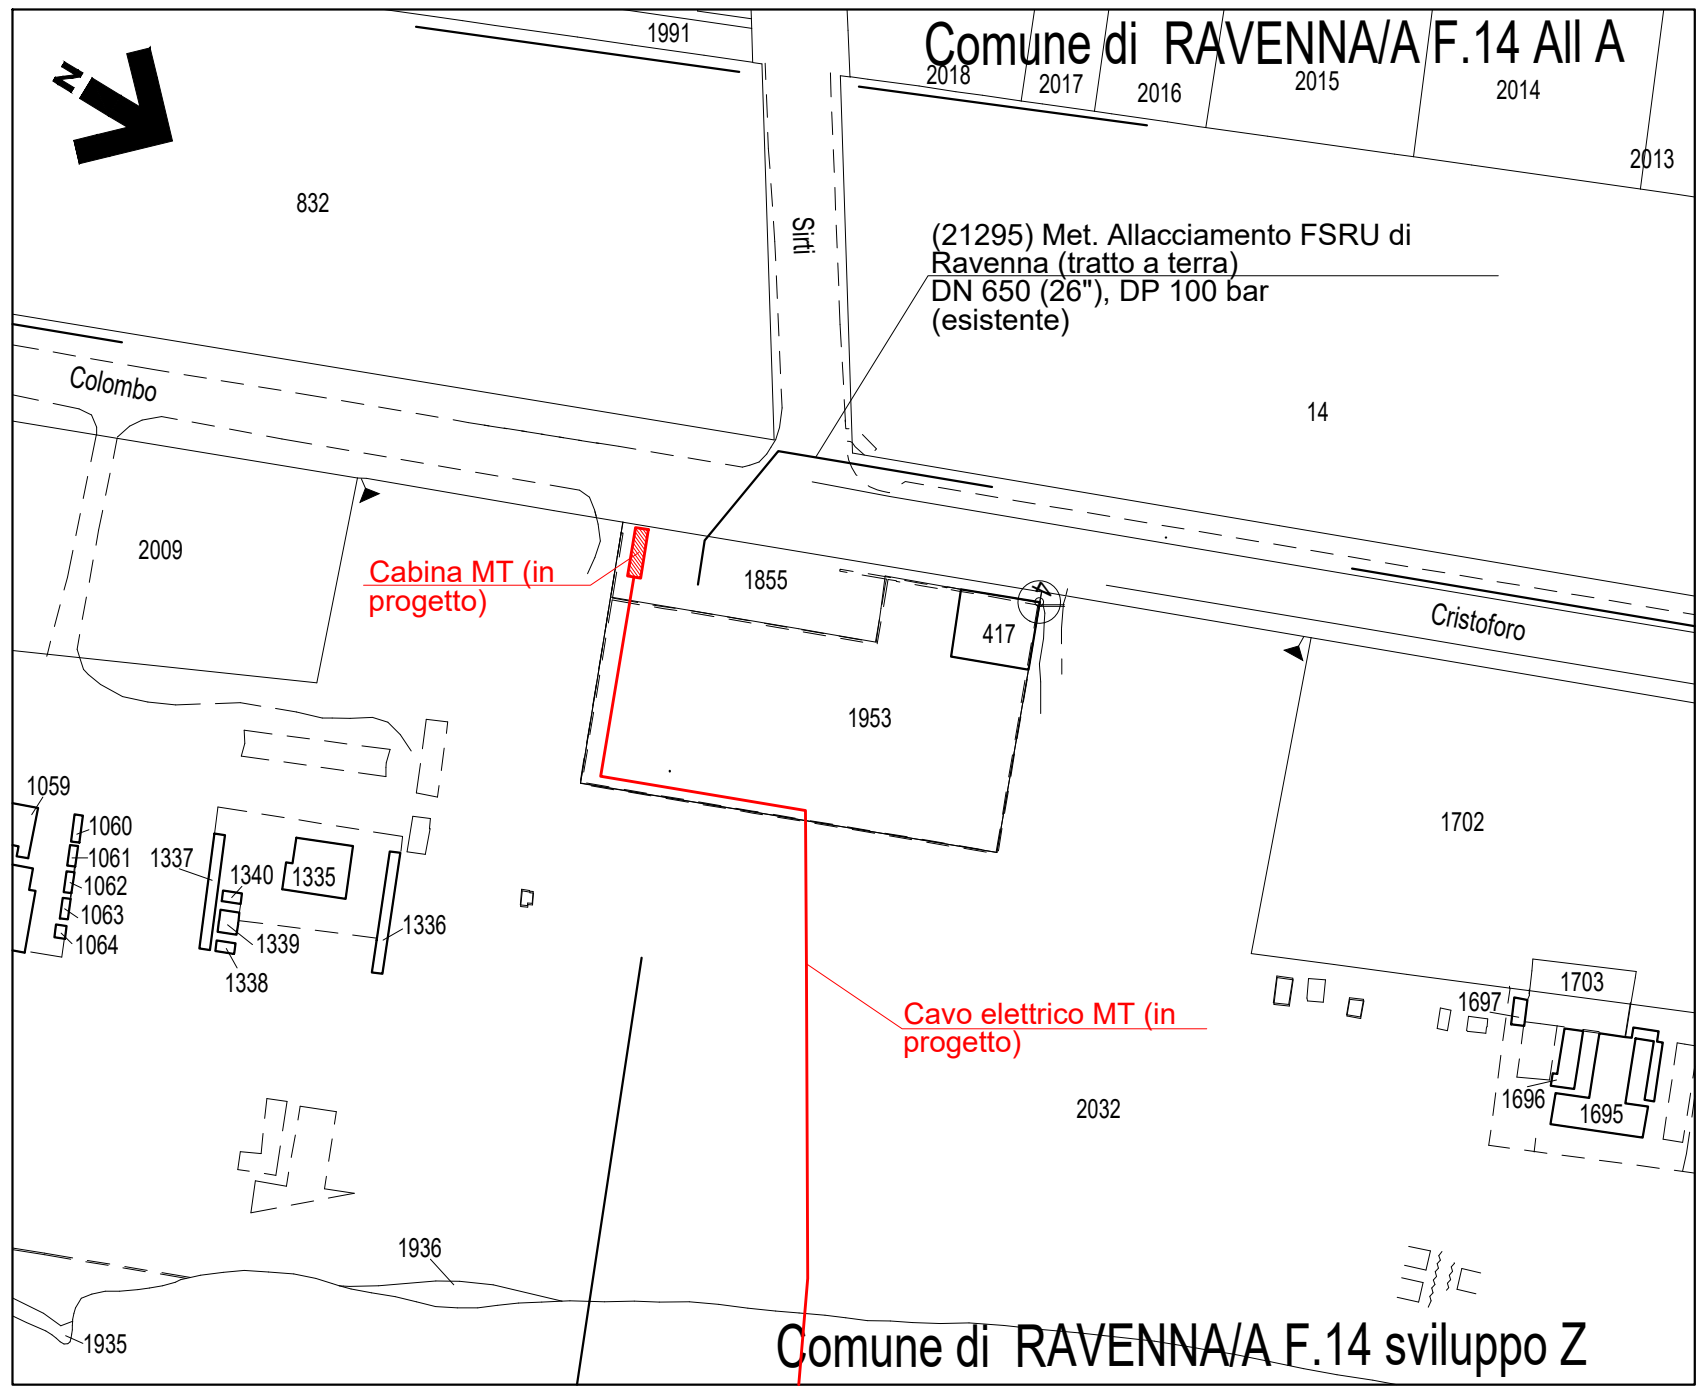 1991
Comune di RAVENNA/A F.14 All A
2018
2017
2016
2015
2014
2013
N
832
Sirti
(21295) Met. Allacciamento FSRU di
Ravenna (tratto a terra)
DN 650 (26"), DP 100 bar
(esistente)
Colombo
14
2009
Cabina MT (in
progetto)
1855
4
417
Cristoforo
1953
1059
1060
1061
1062
1063
1064
1337
1340
1335
1339
1338
1336
1702
1703
1697
1696
1695
Cavo elettrico MT (in
progetto)
2032
1936
1935
Comune di RAVENNA/A F.14 sviluppo Z